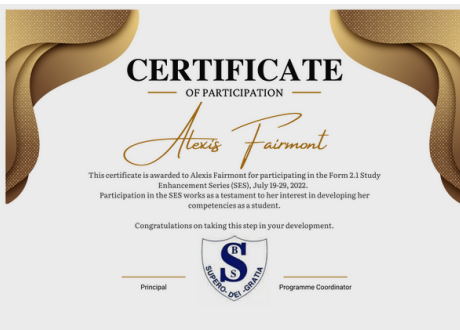 CERTIFICATE
OF PARTICIPATION
Alexis Fairmont
This certificate is awarded to Alexis Fairmont for participating in the Form 2.1 Study
Enhancement Series (SES), July 19-29, 2022.
Participation in the SES works as a testament to her interest in developing her
competencies as a student.
Congratulations on taking this step in your development.
B
S
S
SUPERO- DEI -GRATIA
Principal
Programme Coordinator